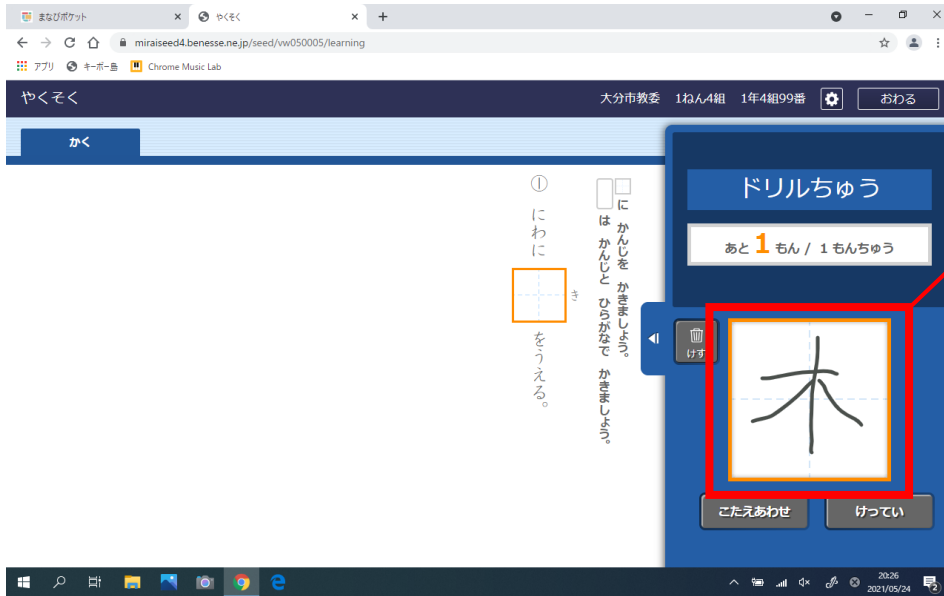 まなびポケット
やくそく
miraiseed4.benesse.ne.jp/seed/vw050005/learning
アプリ
キーボー島
Chrome Music Lab
やくそく
大分市教委 1ねん4組 1年4組99番
おわる
かく
ドリルちゅう
あと 1 もん / 1 もんちゅう
□に かんじを かきましょう。
は かんじと ひらがなで かきましょう。
① にわに
き
をうえる。
けす
木
こたえあわせ
けってい
20:26
2021/05/24
2